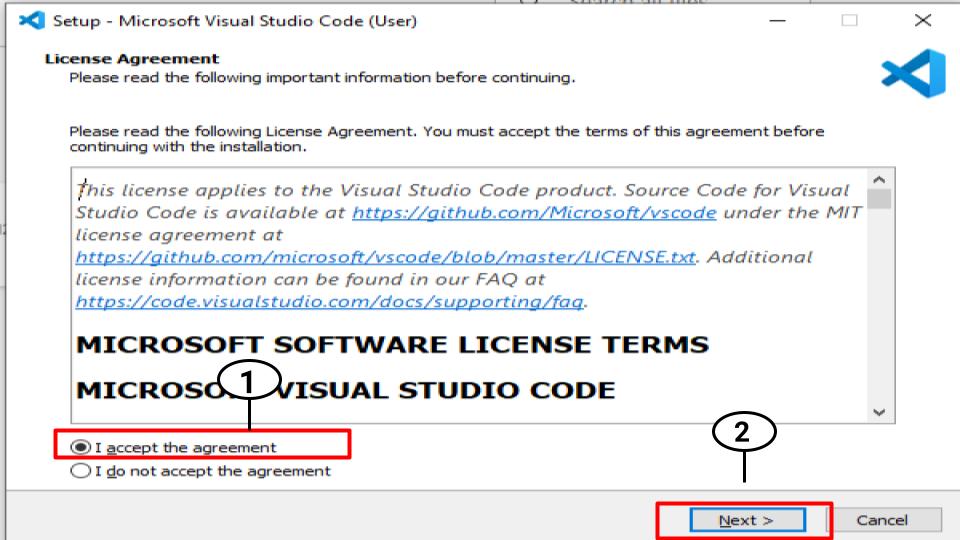 Search all files
Setup - Microsoft Visual Studio Code (User)
License Agreement
Please read the following important information before continuing.
Please read the following License Agreement. You must accept the terms of this agreement before
continuing with the installation.
This license applies to the Visual Studio Code product. Source Code for Visual
Studio Code is available at https://github.com/Microsoft/vscode under the MIT
license agreement at
https://github.com/microsoft/vscode/blob/master/LICENSE.txt. Additional
license information can be found in our FAQ at
https://code.visualstudio.com/docs/supporting/faq.
MICROSOFT SOFTWARE LICENSE TERMS
MICROSOFT VISUAL STUDIO CODE
1
I accept the agreement
2
I do not accept the agreement
Next >
Cancel